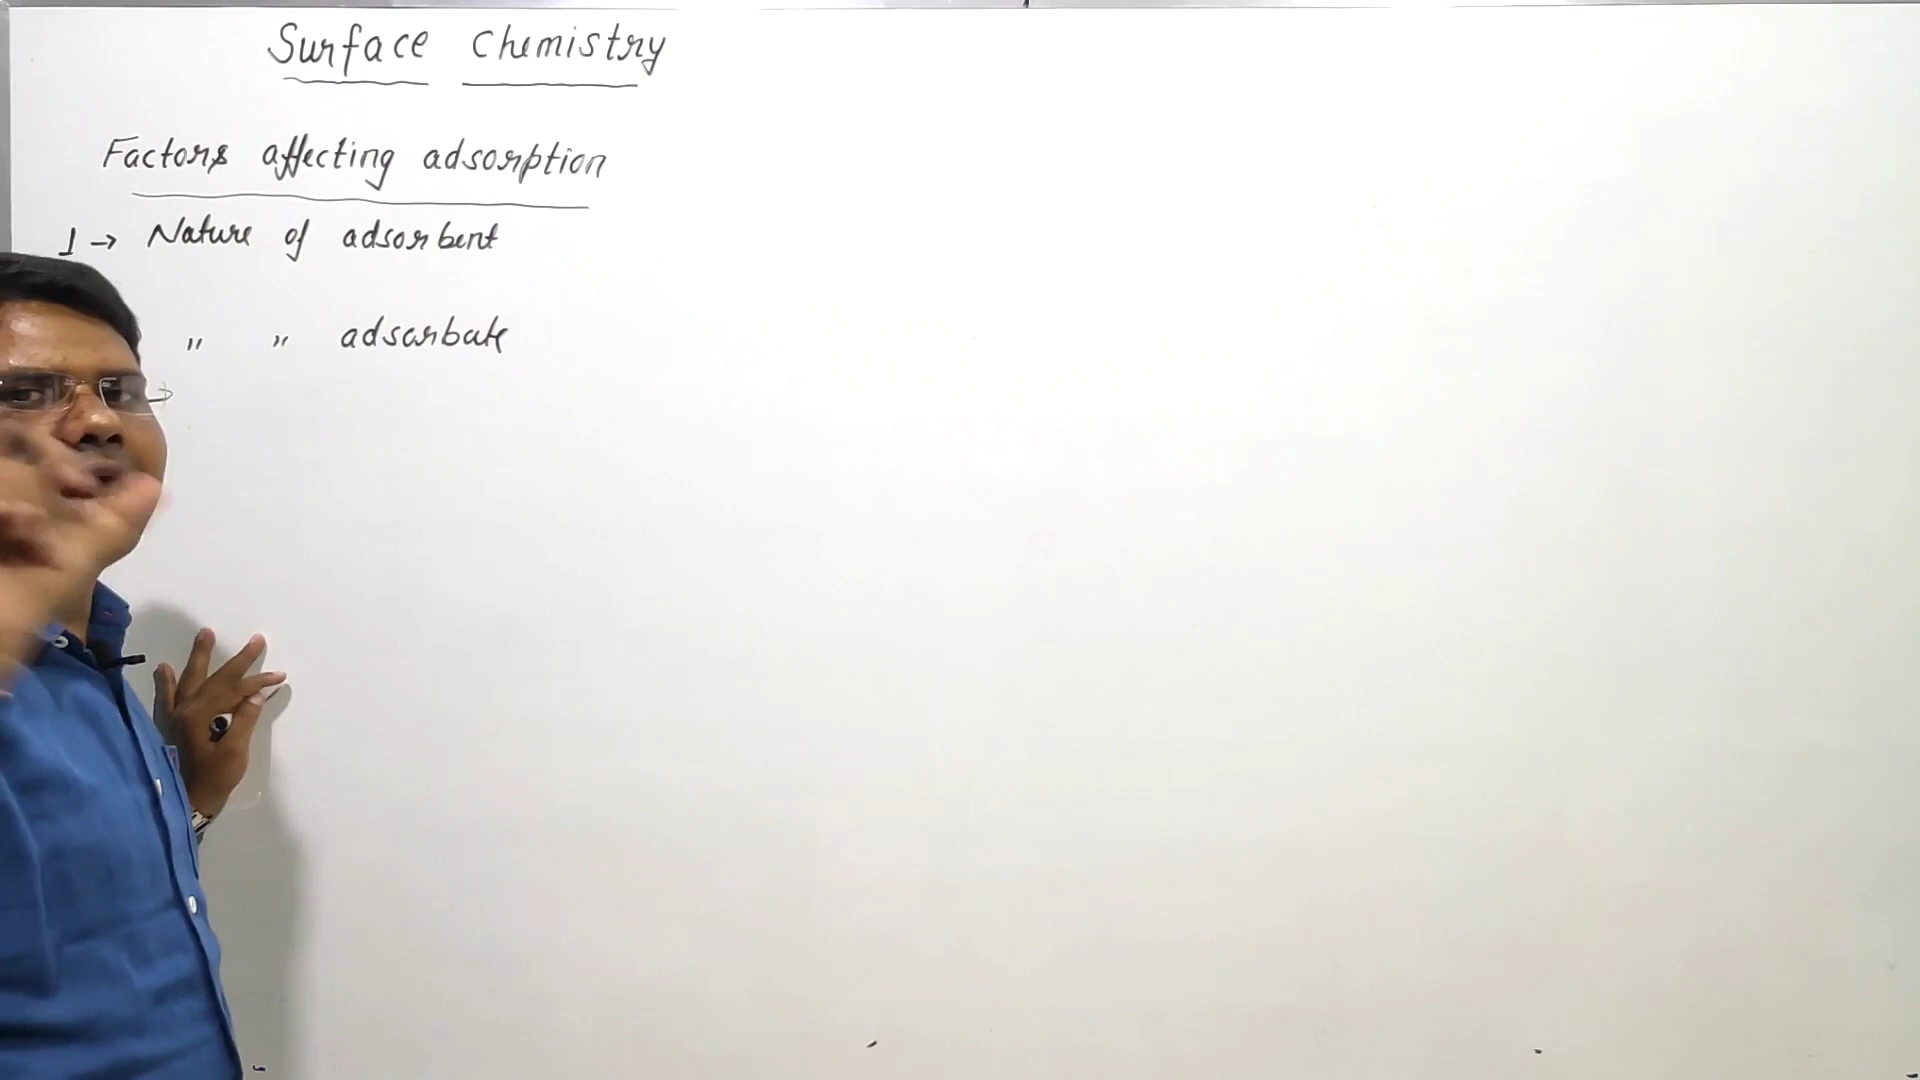 Surface Chemistry
Factors affecting adsorption
1 → Nature of adsorbent
" " adsorbate
→